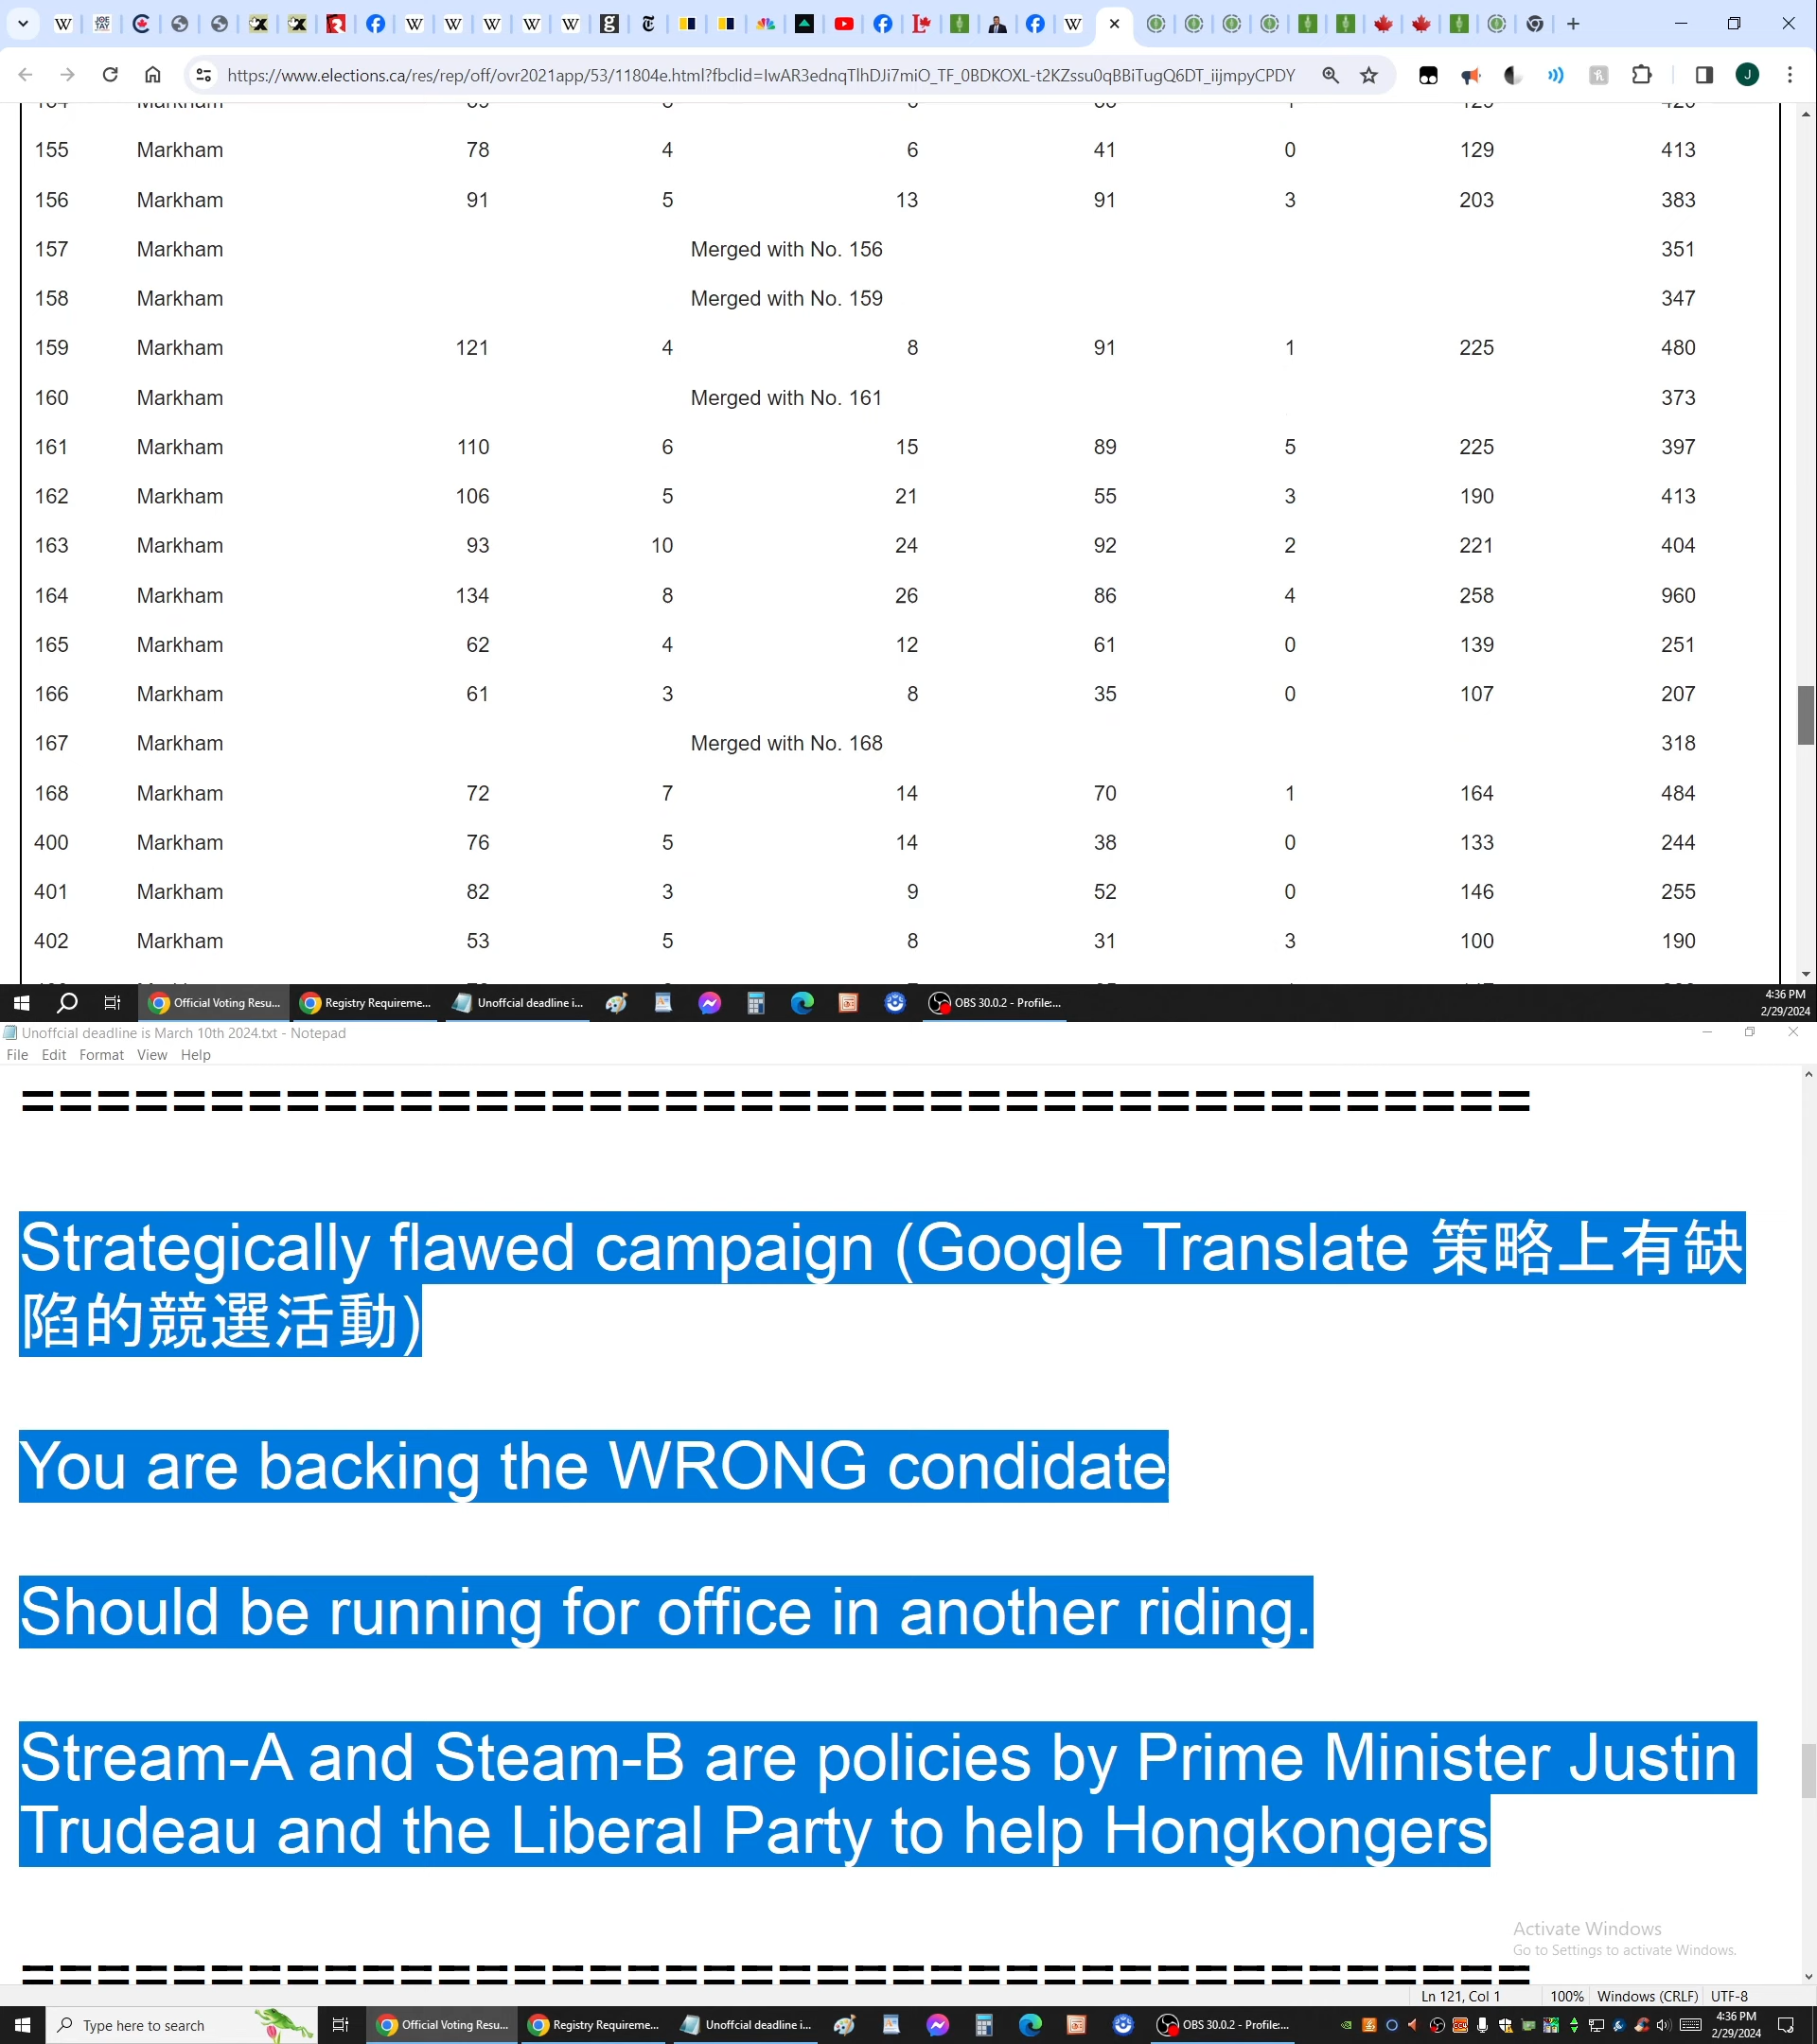 https://www.elections.ca/res/rep/off/ovr2021app/53/11804e.html?fbclid=IwAR3ednqTlhDJi7miO_TF_0BDKOXL-t2KZssu0qBBiTugQ6DT_iijmpyCPDY
155 Markham 78 4 6 41 0 129 413
156 Markham 91 5 13 91 3 203 383
157 Markham Merged with No. 156 351
158 Markham Merged with No. 159 347
159 Markham 121 4 8 91 1 225 480
160 Markham Merged with No. 161 373
161 Markham 110 6 15 89 5 225 397
162 Markham 106 5 21 55 3 190 413
163 Markham 93 10 24 92 2 221 404
164 Markham 134 8 26 86 4 258 960
165 Markham 62 4 12 61 0 139 251
166 Markham 61 3 8 35 0 107 207
167 Markham Merged with No. 168 318
168 Markham 72 7 14 70 1 164 484
400 Markham 76 5 14 38 0 133 244
401 Markham 82 3 9 52 0 146 255
402 Markham 53 5 8 31 3 100 190
Official Voting Resu... Registry Requireme... Unoffcial deadline i... OBS 30.0.2 - Profile:... 4:36 PM
2/29/2024
Unoffcial deadline is March 10th 2024.txt - Notepad
File Edit Format View Help
========================================
Strategically flawed campaign (Google Translate 策略上有缺
陷的競選活動)
You are backing the WRONG condidate
Should be running for office in another riding.
Stream-A and Steam-B are policies by Prime Minister Justin
Trudeau and the Liberal Party to help Hongkongers
Activate Windows
Go to Settings to activate Windows.
========================================
Ln 121, Col 1 100% Windows (CRLF) UTF-8
Type here to search Official Voting Resu... Registry Requireme... Unoffcial deadline i... OBS 30.0.2 - Profile:... 4:36 PM
2/29/2024